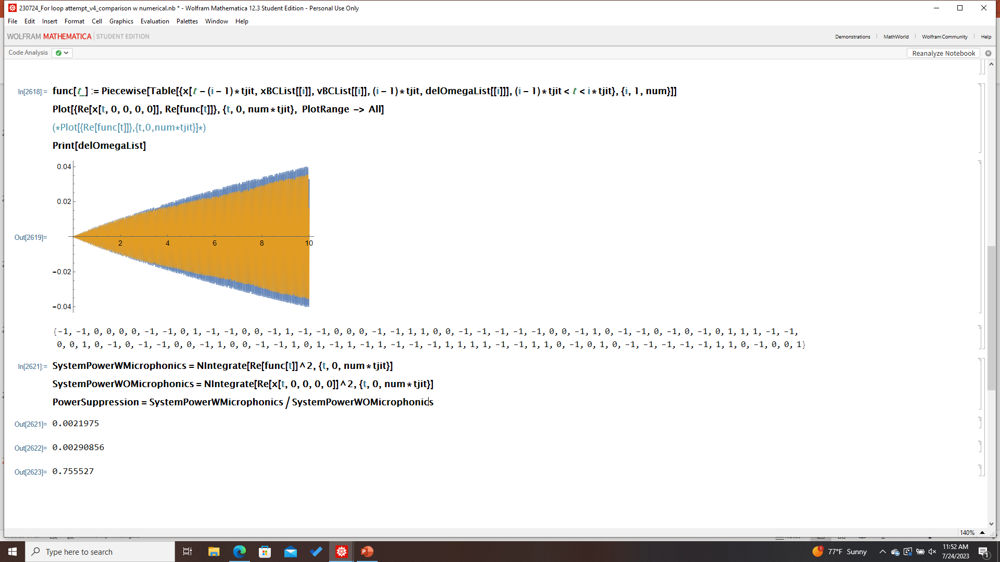 230724_For loop attempt_v4_comparison w numerical.nb * - Wolfram Mathematica 12.3 Student Edition - Personal Use Only
File Edit Insert Format Cell Graphics Evaluation Palettes Window Help
WOLFRAM MATHEMATICA STUDENT EDITION
Demonstrations MathWorld Wolfram Community Help
Code Analysis
Reanalyze Notebook
In[2618]:= func[t_] := Piecewise[Table[{x[t - (i - 1) * tjit, xBCList[[i]], vBCList[[i]], (i - 1) * tjit, delOmegaList[[i]]], (i - 1) * tjit < t < i * tjit}, {i, 1, num}]]
Plot[{Re[x[t, 0, 0, 0, 0]], Re[func[t]]}, {t, 0, num * tjit}, PlotRange -> All]
(*Plot[{Re[func[t]]},{t,0,num*tjit}]*)
Print[delOmegaList]
0.04
0.02
Out[2619]=
2 4 6 8 10
-0.02
-0.04
{-1, -1, 0, 0, 0, 0, -1, -1, 0, 1, -1, -1, 0, 0, -1, 1, -1, -1, 0, 0, 0, -1, -1, 1, 1, 0, 0, -1, -1, -1, -1, -1, 0, 0, -1, 1, 0, -1, -1, 0, -1, 0, -1, 0, 1, 1, 1, -1, -1,
0, 0, 1, 0, -1, 0, -1, -1, 0, 0, -1, 1, 0, 0, -1, -1, 1, 0, 1, -1, 1, -1, 1, -1, -1, -1, 1, 1, 1, 1, -1, -1, 1, 1, 0, -1, 0, 1, 0, -1, -1, -1, -1, -1, 1, 1, 0, -1, 0, 0, 1}
In[2621]:= SystemPowerWMicrophonics = NIntegrate[Re[func[t]]^2, {t, 0, num * tjit}]
SystemPowerWOMicrophonics = NIntegrate[Re[x[t, 0, 0, 0, 0]]^2, {t, 0, num * tjit}]
PowerSuppression = SystemPowerWMicrophonics / SystemPowerWOMicrophonics
Out[2621]= 0.0021975
Out[2622]= 0.00290856
Out[2623]= 0.755527
140%
Type here to search
77°F Sunny
11:52 AM
7/24/2023